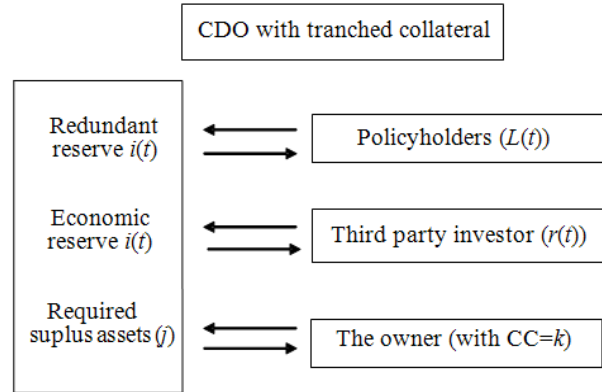 CDO with tranched collateral
Redundant
reserve i(t)
Policyholders (L(t))
Economic
reserve i(t)
Third party investor (r(t))
Required
suplus assets (j)
The owner (with CC=k)